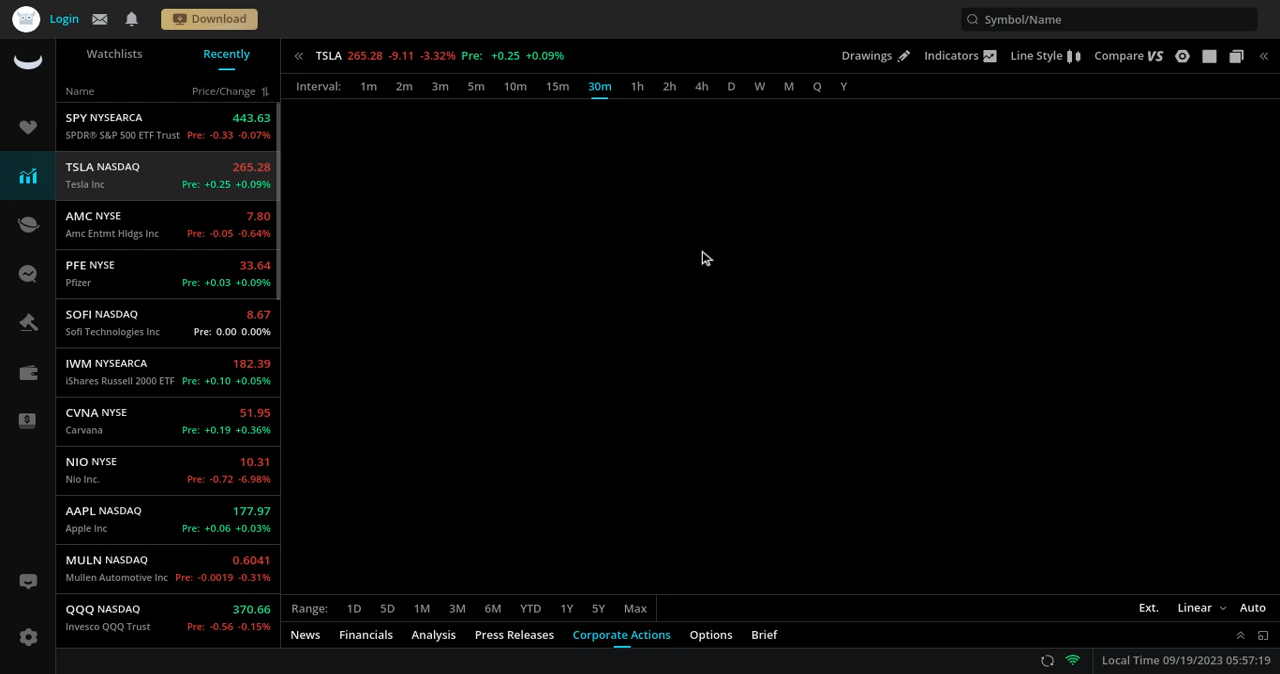 Login
Download
Symbol/Name
Watchlists
Recently
TSLA 265.28 -9.11 -3.32% Pre: +0.25 +0.09%
Drawings
Indicators
Line Style
Compare VS
Name
Price/Change
Interval: 1m 2m 3m 5m 10m 15m 30m 1h 2h 4h D W M Q Y
SPY NYSEARCA 443.63
SPDR® S&P 500 ETF Trust Pre: -0.33 -0.07%
TSLA NASDAQ 265.28
Tesla Inc Pre: +0.25 +0.09%
AMC NYSE 7.80
Amc Entmt Hldgs Inc Pre: -0.05 -0.64%
PFE NYSE 33.64
Pfizer Pre: +0.03 +0.09%
SOFI NASDAQ 8.67
Sofi Technologies Inc Pre: 0.00 0.00%
IWM NYSEARCA 182.39
iShares Russell 2000 ETF Pre: +0.10 +0.05%
CVNA NYSE 51.95
Carvana Pre: +0.19 +0.36%
NIO NYSE 10.31
Nio Inc. Pre: -0.72 -6.98%
AAPL NASDAQ 177.97
Apple Inc Pre: +0.06 +0.03%
MULN NASDAQ 0.6041
Mullen Automotive Inc Pre: -0.0019 -0.31%
QQQ NASDAQ 370.66
Invesco QQQ Trust Pre: -0.56 -0.15%
Range: 1D 5D 1M 3M 6M YTD 1Y 5Y Max
Ext. Linear Auto
News Financials Analysis Press Releases Corporate Actions Options Brief
Local Time 09/19/2023 05:57:19